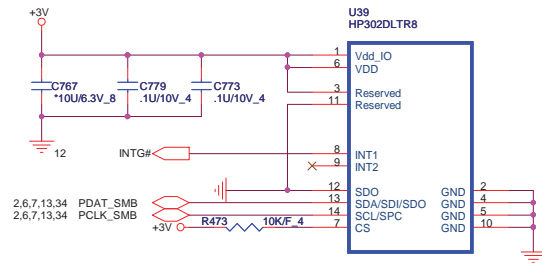 +3V
U39
HP302DLTR8
1 Vdd_IO
6 VDD
C767
*10U/6.3V_8
C779
.1U/10V_4
C773
.1U/10V_4
3 Reserved
11 Reserved
12
INTG# 8 INT1
9 INT2
12 SDO GND 2
2,6,7,13,34 PDAT_SMB 13 SDA/SDI/SDO GND 4
2,6,7,13,34 PCLK_SMB 14 SCL/SPC GND 5
+3V R473 10K/F_4 7 CS GND 10